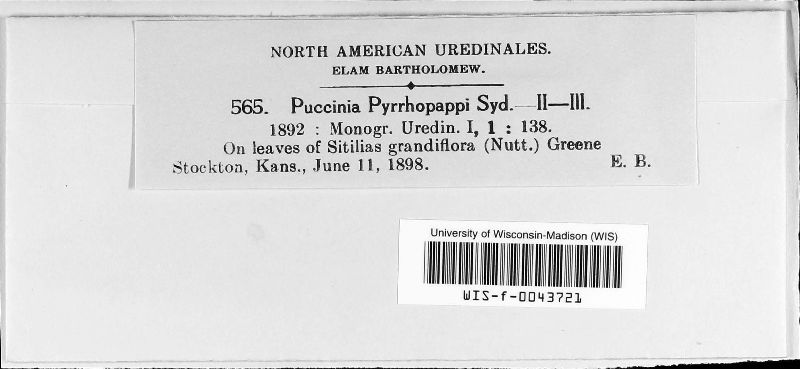 NORTH AMERICAN UREDINALES.
ELAM BARTHOLOMEW.
565. Puccinia Pyrrhopappi Syd.—II—III.
1892 : Monogr. Uredin. I, 1 : 138.
On leaves of Sitilias grandiflora (Nutt.) Greene
Stockton, Kans., June 11, 1898. E. B.
University of Wisconsin-Madison (WIS)
WIS-f-0043721